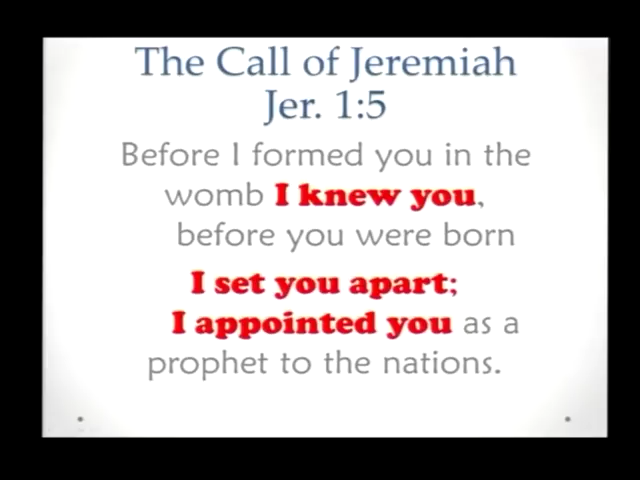 The Call of Jeremiah
Jer. 1:5
Before I formed you in the
womb I knew you,
before you were born
I set you apart;
I appointed you as a
prophet to the nations.